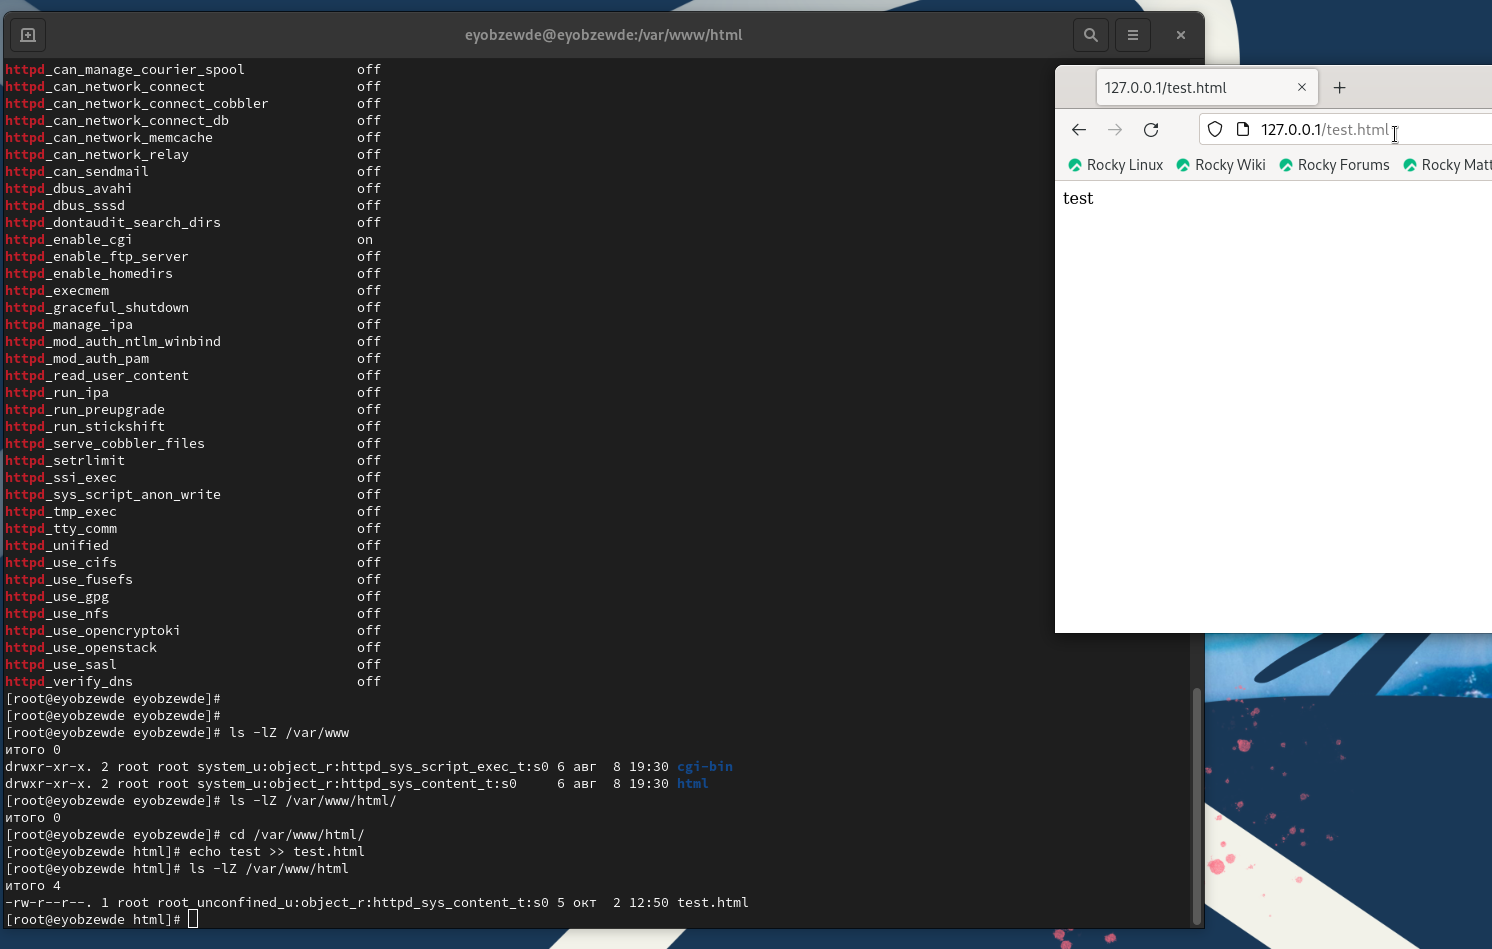 eyobzewde@eyobzewde:/var/www/html
httpd_can_manage_courier_spool off
httpd_can_network_connect off
httpd_can_network_connect_cobbler off
httpd_can_network_connect_db off
httpd_can_network_memcache off
httpd_can_network_relay off
httpd_can_sendmail off
httpd_dbus_avahi off
httpd_dbus_sssd off
httpd_dontaudit_search_dirs off
httpd_enable_cgi on
httpd_enable_ftp_server off
httpd_enable_homedirs off
httpd_execmem off
httpd_graceful_shutdown off
httpd_manage_ipa off
httpd_mod_auth_ntlm_winbind off
httpd_mod_auth_pam off
httpd_read_user_content off
httpd_run_ipa off
httpd_run_preupgrade off
httpd_run_stickshift off
httpd_serve_cobbler_files off
httpd_setrlimit off
httpd_ssi_exec off
httpd_sys_script_anon_write off
httpd_tmp_exec off
httpd_tty_comm off
httpd_unified off
httpd_use_cifs off
httpd_use_fusefs off
httpd_use_gpg off
httpd_use_nfs off
httpd_use_opencryptoki off
httpd_use_openstack off
httpd_use_sasl off
httpd_verify_dns off
[root@eyobzewde eyobzewde]#
[root@eyobzewde eyobzewde]#
[root@eyobzewde eyobzewde]# ls -lZ /var/www
итого 0
drwxr-xr-x. 2 root root system_u:object_r:httpd_sys_script_exec_t:s0 6 авг 8 19:30 cgi-bin
drwxr-xr-x. 2 root root system_u:object_r:httpd_sys_content_t:s0 6 авг 8 19:30 html
[root@eyobzewde eyobzewde]# ls -lZ /var/www/html/
итого 0
[root@eyobzewde eyobzewde]# cd /var/www/html/
[root@eyobzewde html]# echo test >> test.html
[root@eyobzewde html]# ls -lZ /var/www/html
итого 4
-rw-r--r--. 1 root root unconfined_u:object_r:httpd_sys_content_t:s0 5 окт 2 12:50 test.html
[root@eyobzewde html]#
127.0.0.1/test.html
127.0.0.1/test.html
Rocky Linux Rocky Wiki Rocky Forums Rocky Matt
test